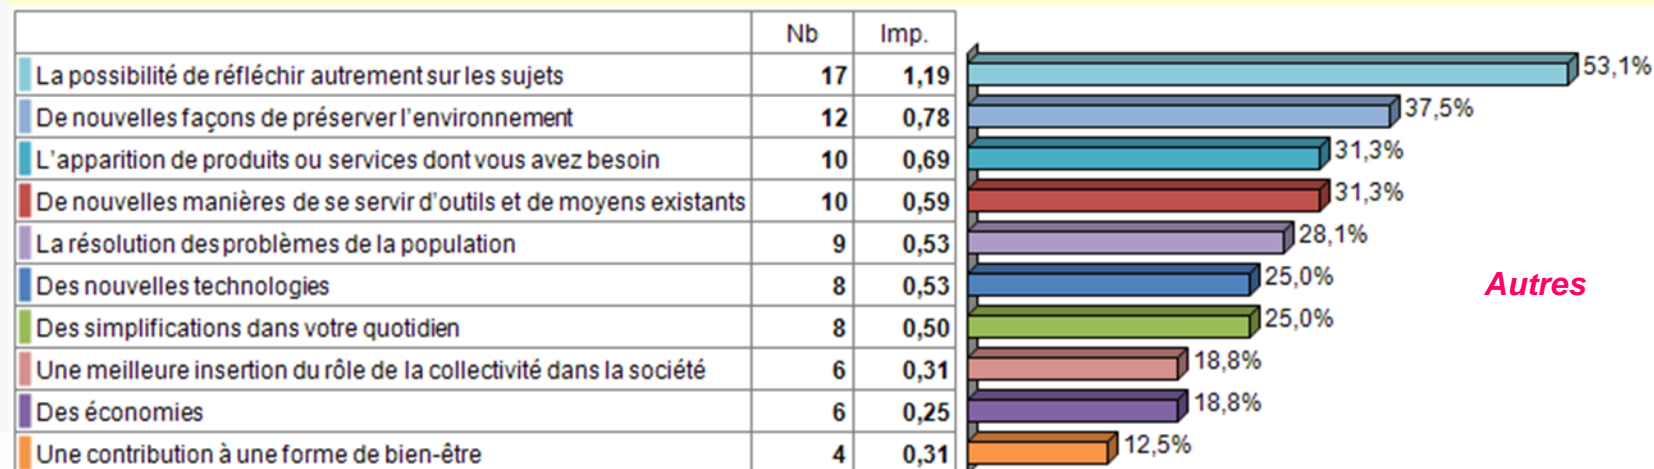 Nb Imp.
La possibilité de réfléchir autrement sur les sujets 17 1,19 53,1%
De nouvelles façons de préserver l'environnement 12 0,78 37,5%
L'apparition de produits ou services dont vous avez besoin 10 0,69 31,3%
De nouvelles manières de se servir d'outils et de moyens existants 10 0,59 31,3%
La résolution des problèmes de la population 9 0,53 28,1%
Des nouvelles technologies 8 0,53 25,0%
Autres
Des simplifications dans votre quotidien 8 0,50 25,0%
Une meilleure insertion du rôle de la collectivité dans la société 6 0,31 18,8%
Des économies 6 0,25 18,8%
Une contribution à une forme de bien-être 4 0,31 12,5%